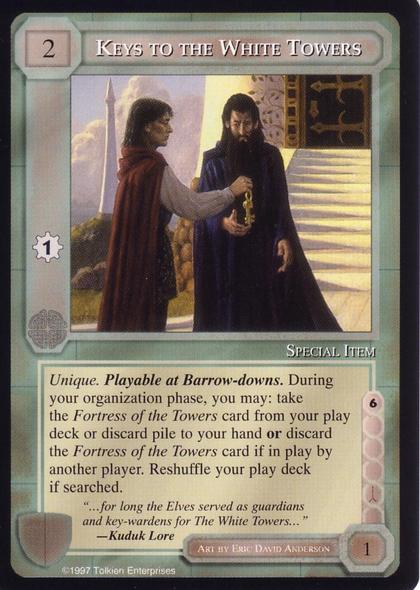 2
KEYS TO THE WHITE TOWERS
1
SPECIAL ITEM
Unique. Playable at Barrow-downs. During
your organization phase, you may: take
the Fortress of the Towers card from your play
deck or discard pile to your hand or discard
the Fortress of the Towers card if in play by
another player. Reshuffle your play deck
if searched.
6
"...for long the Elves served as guardians
and key-wardens for The White Towers..."
—Kuduk Lore
ART BY ERIC DAVID ANDERSON
1
©1997 Tolkien Enterprises